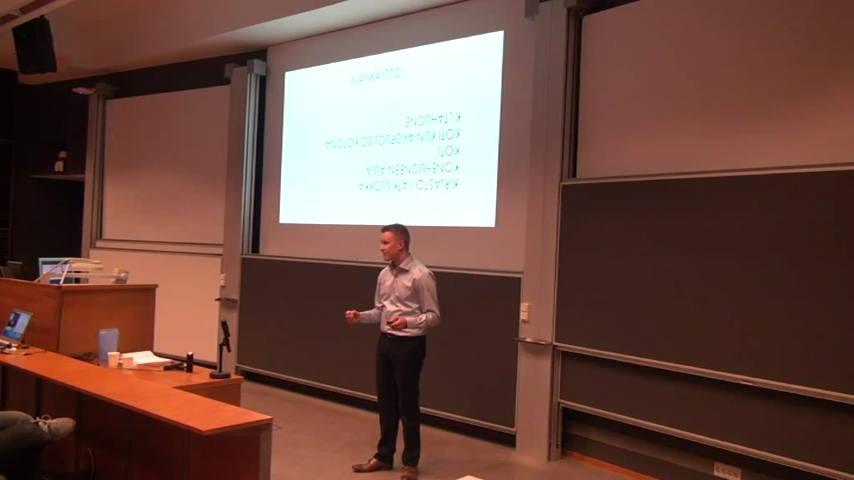 KIRJASTO / ATK LUOKKA
KONEHUONEEN AULA
KOTI
KOTI KUN AVOPUOLISO KOTONA
KILTAHUONE
AJANKÄYTTÖ